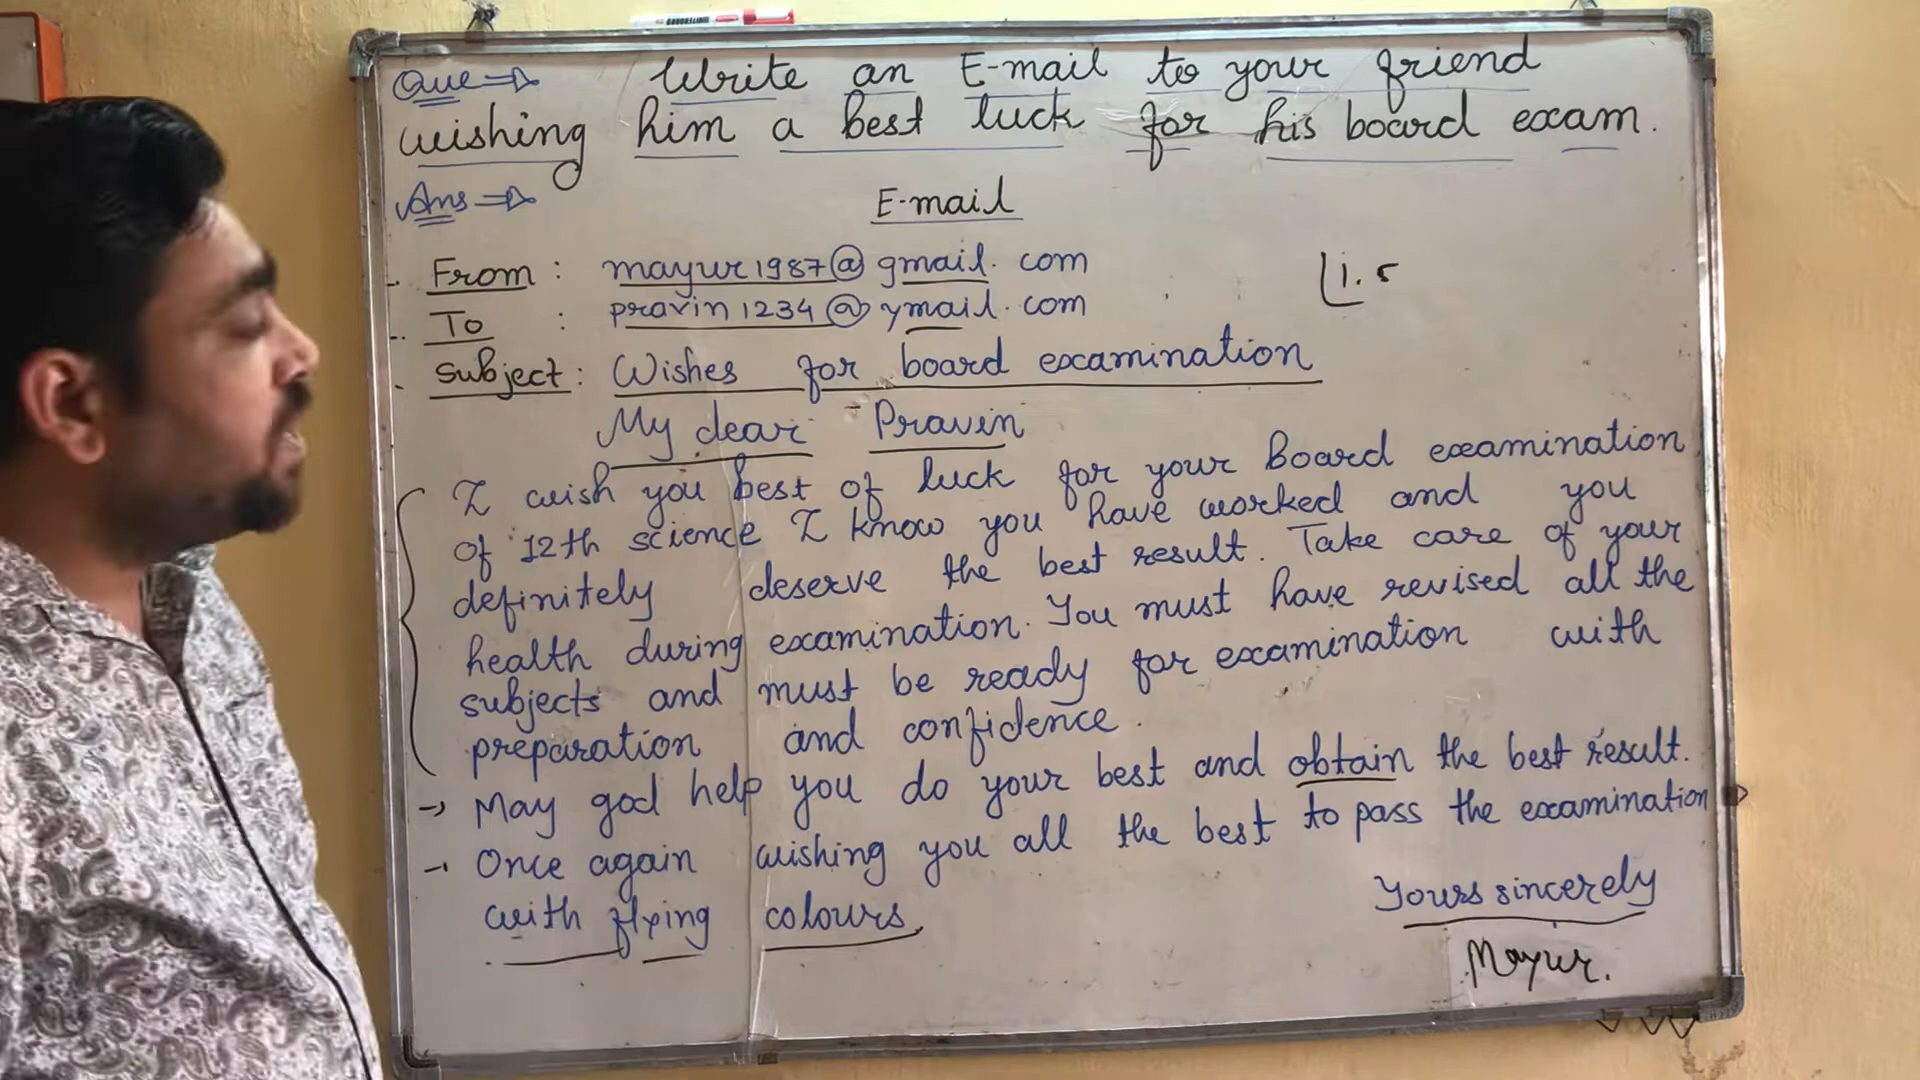 Que⇒ Write an E-mail to your friend
wishing him a best luck for his board exam.
Ans⇒ E-mail
From : mayur1987@gmail.com
To : pravin1234@ymail.com
Subject : Wishes for board examination
My dear Pravin
I wish you best of luck for your Board examination
of 12th science I know you have worked and you
definitely deserve the best result. Take care of your
health during examination. You must have revised all the
subjects and must be ready for examination with
preparation and confidence.
→ May god help you do your best and obtain the best result.
→ Once again wishing you all the best to pass the examination
with flying colours.
Yours sincerely
Mayur.